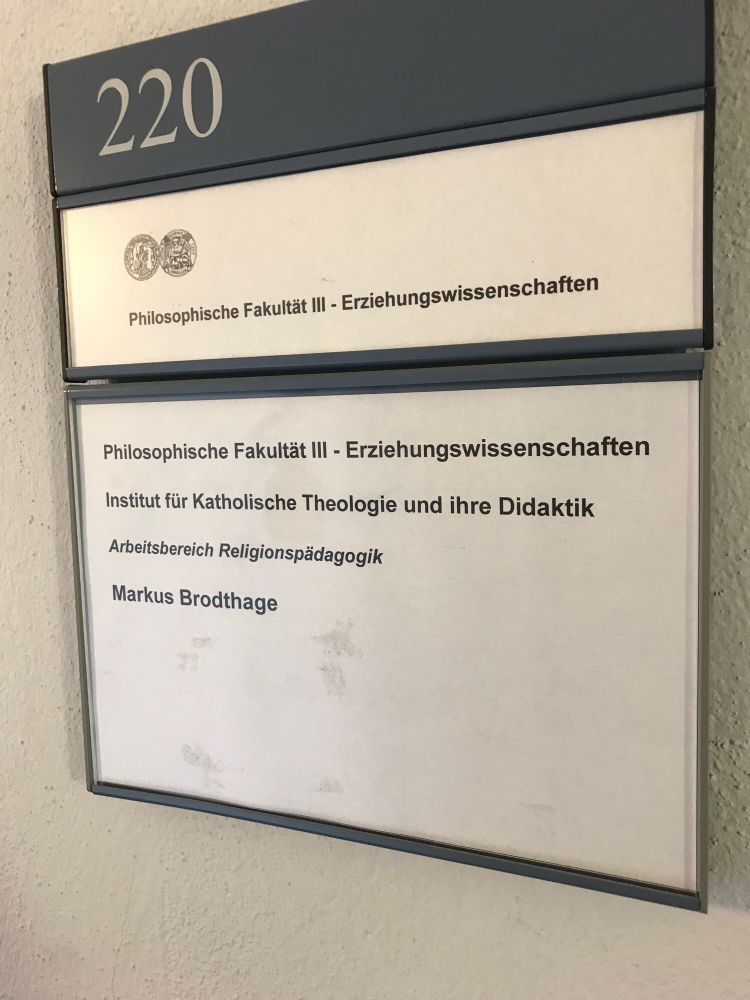 220
Philosophische Fakultät III - Erziehungswissenschaften
Philosophische Fakultät III - Erziehungswissenschaften
Institut für Katholische Theologie und ihre Didaktik
Arbeitsbereich Religionspädagogik
Markus Brodthage